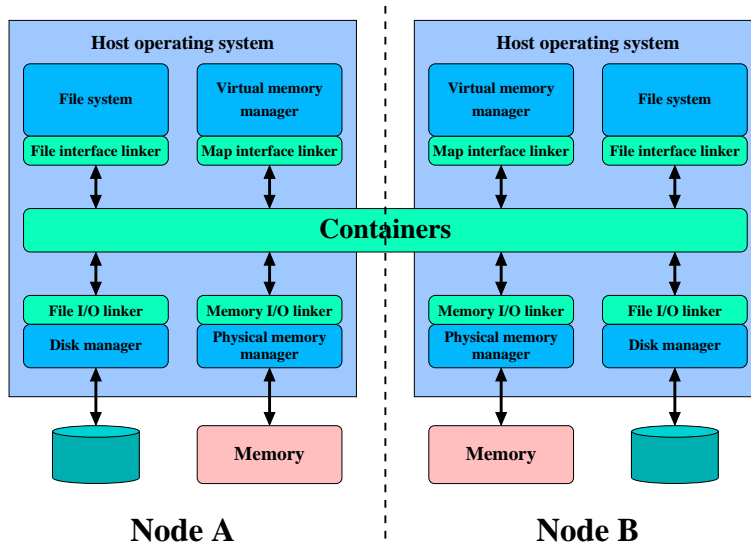 Host operating system
Host operating system
File system
Virtual memory
manager
Virtual memory
manager
File system
File interface linker
Map interface linker
Map interface linker
File interface linker
Containers
File I/O linker
Memory I/O linker
Memory I/O linker
File I/O linker
Disk manager
Physical memory
manager
Physical memory
manager
Disk manager
Memory
Memory
Node A
Node B